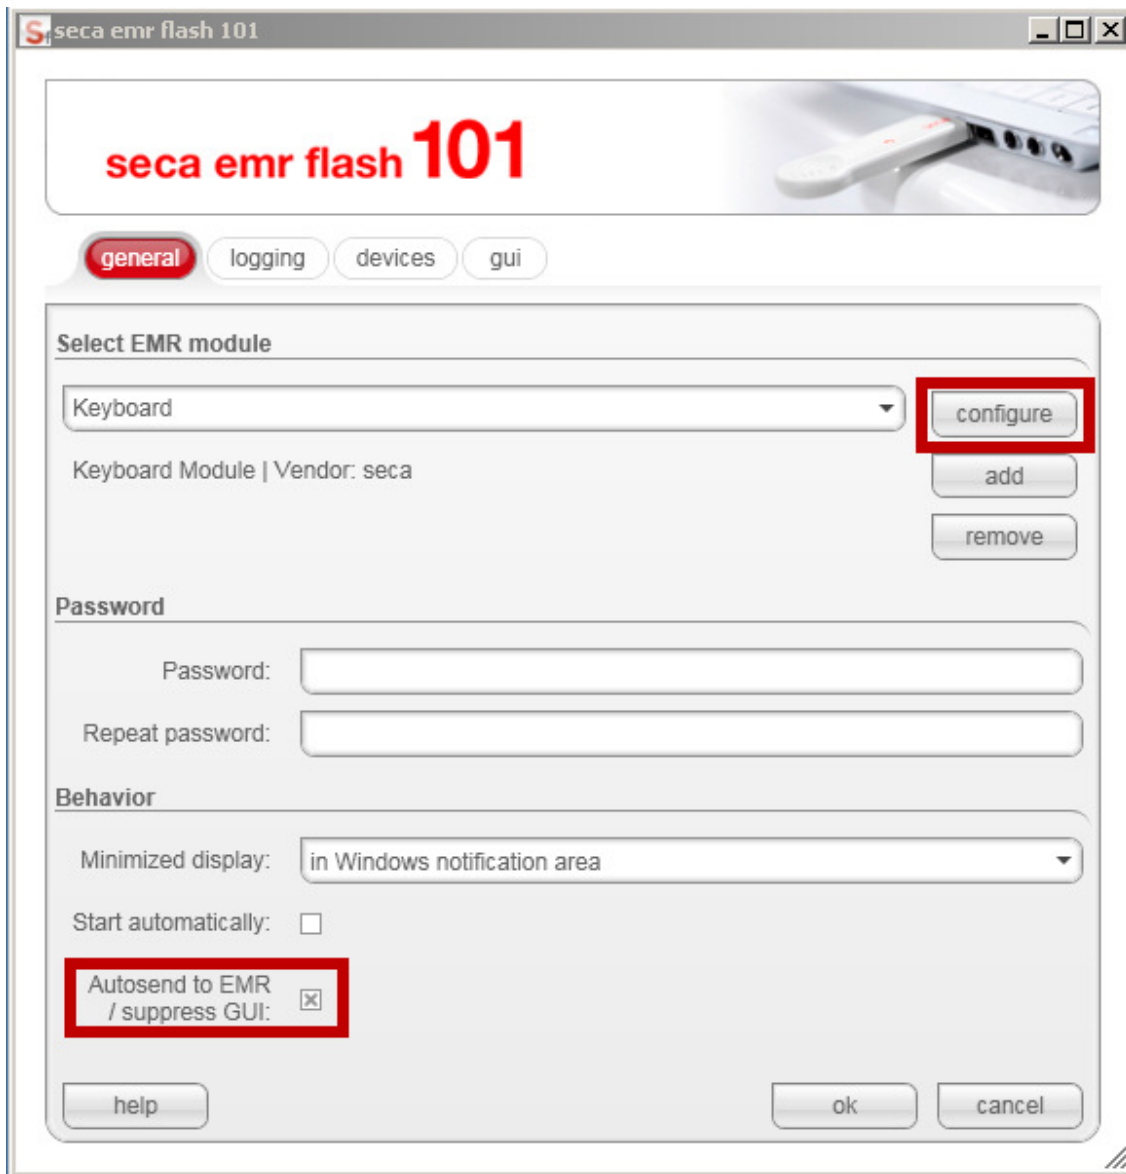 seca emr flash 101
seca emr flash 101
general logging devices gui
Select EMR module
Keyboard configure
Keyboard Module | Vendor: seca add
remove
Password
Password:
Repeat password:
Behavior
Minimized display: in Windows notification area
Start automatically:
Autosend to EMR
/ suppress GUI:
help ok cancel